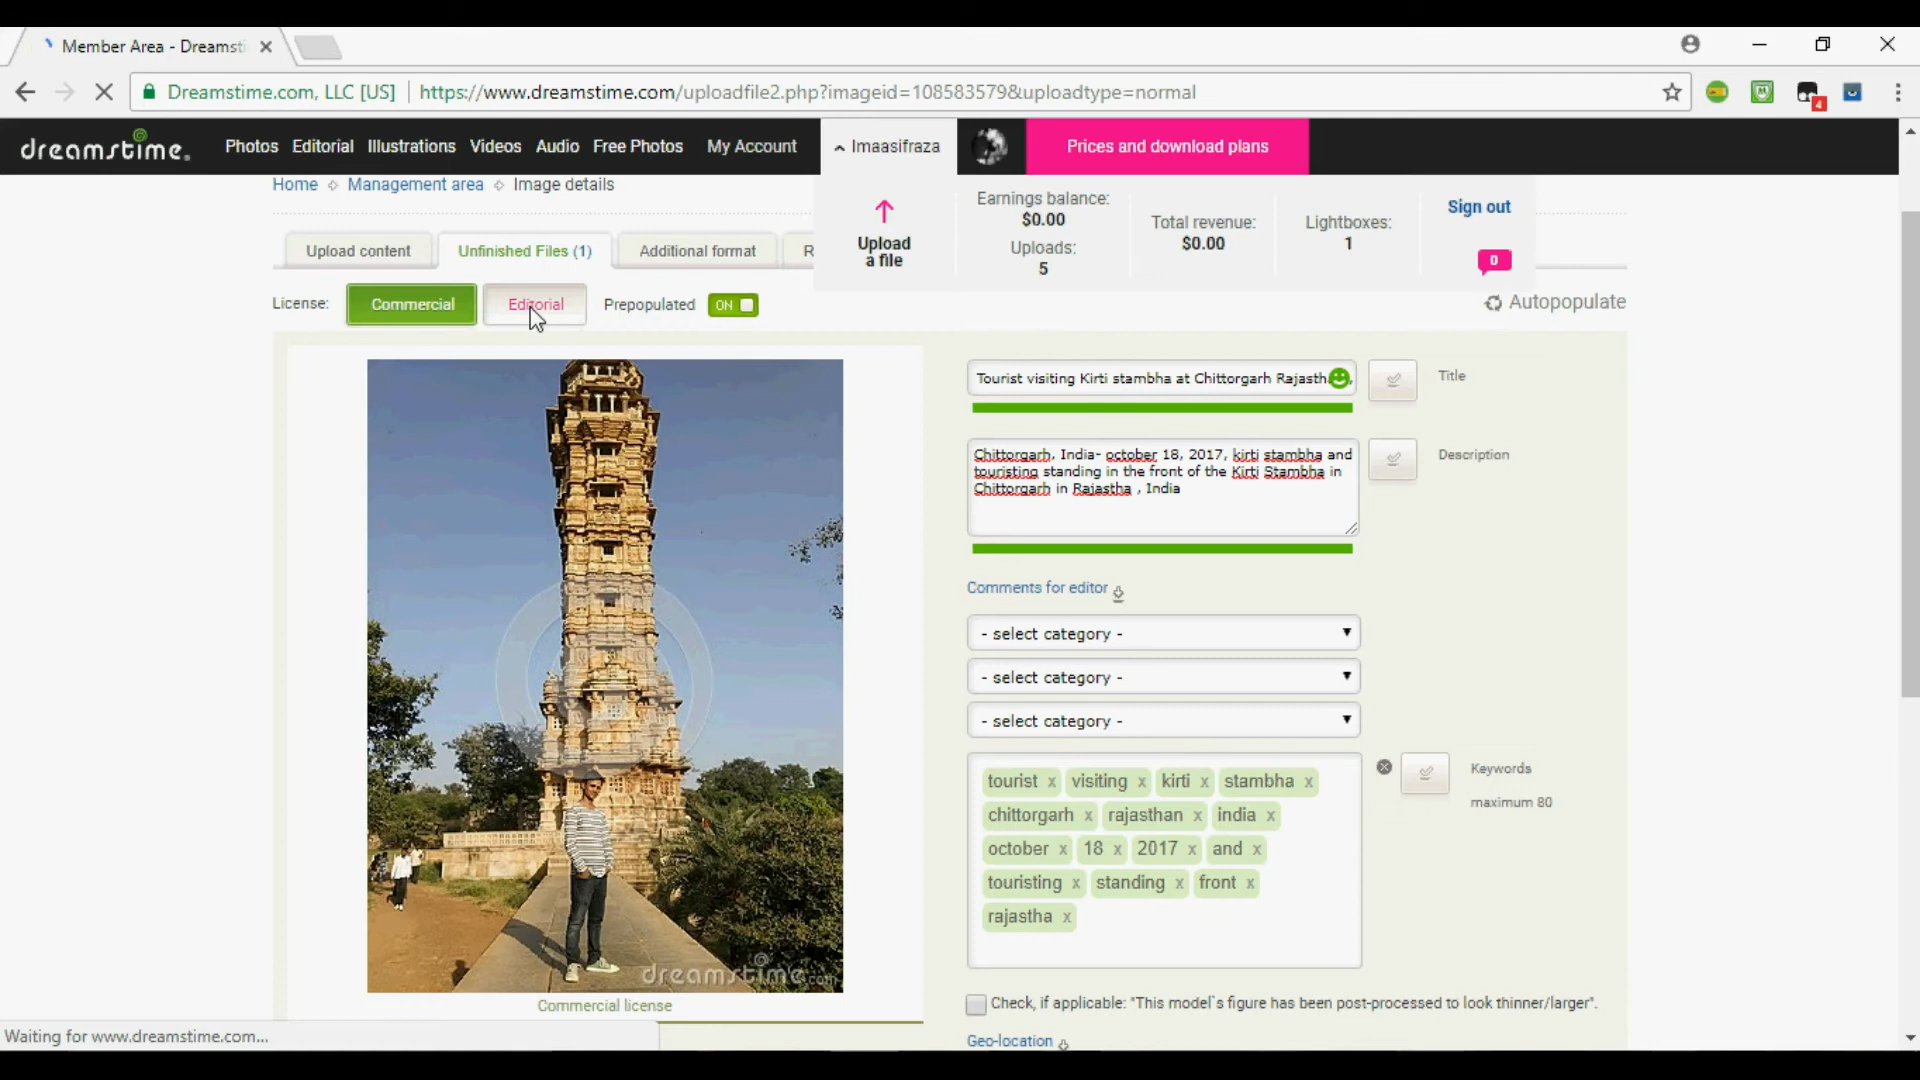 Member Area - Dreamsti
Dreamstime.com, LLC [US] https://www.dreamstime.com/uploadfile2.php?imageid=108583579&uploadtype=normal
4
dreamstime. Photos Editorial Illustrations Videos Audio Free Photos My Account Imaasifraza Prices and download plans
Home Management area Image details
Upload a file
Earnings balance:
$0.00
Uploads:
5
Total revenue:
$0.00
Lightboxes:
1
Sign out
0
Upload content Unfinished Files (1) Additional format R
License: Commercial Editorial Prepopulated ON Autopopulate
Tourist visiting Kirti stambha at Chittorgarh Rajasth
Title
Chittorgarh, India- october 18, 2017, kirti stambha and
touristing standing in the front of the Kirti Stambha in
Chittorgarh in Rajastha , India
Description
Comments for editor
- select category -
- select category -
- select category -
tourist x visiting x kirti x stambha x
chittorgarh x rajasthan x india x
october x 18 x 2017 x and x
touristing x standing x front x
rajastha x
Keywords
maximum 80
dreamstime.com
Commercial license
Check, if applicable: "This model`s figure has been post-processed to look thinner/larger".
Geo-location
Waiting for www.dreamstime.com...